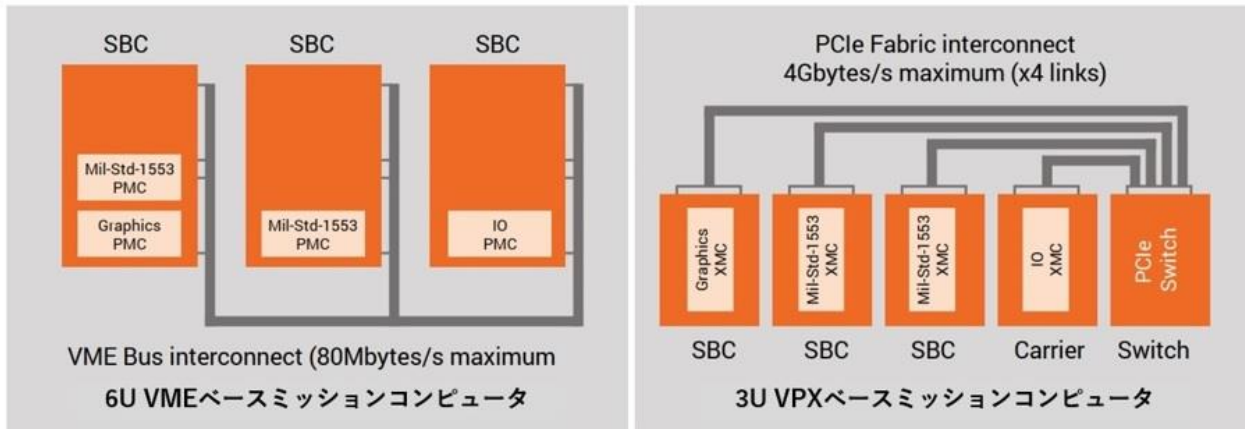 SBC
SBC
SBC
Mil-Std-1553
PMC
Graphics
PMC
Mil-Std-1553
PMC
IO
PMC
VME Bus interconnect (80Mbytes/s maximum
6U VMEベースミッションコンピュータ
PCIe Fabric interconnect
4Gbytes/s maximum (x4 links)
Graphics
XMC
Mil-Std-1553
XMC
Mil-Std-1553
XMC
IO
XMC
PCIe
Switch
SBC
SBC
SBC
Carrier
Switch
3U VPXベースミッションコンピュータ